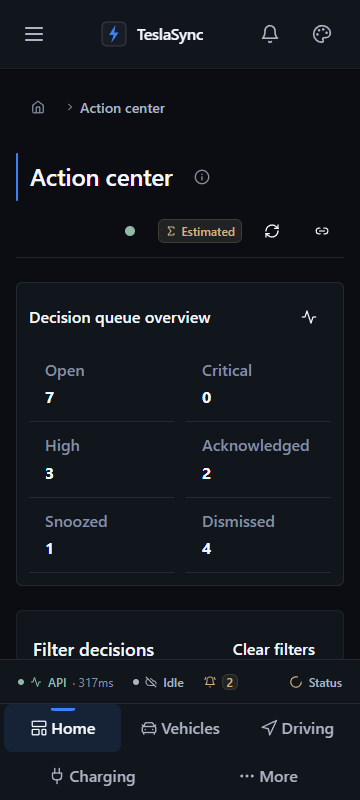 TeslaSync
Action center
Action center
Σ Estimated
Decision queue overview
Open Critical
7 0
High Acknowledged
3 2
Snoozed Dismissed
1 4
Filter decisions Clear filters
API · 317ms Idle 2 Status
Home Vehicles Driving
Charging More